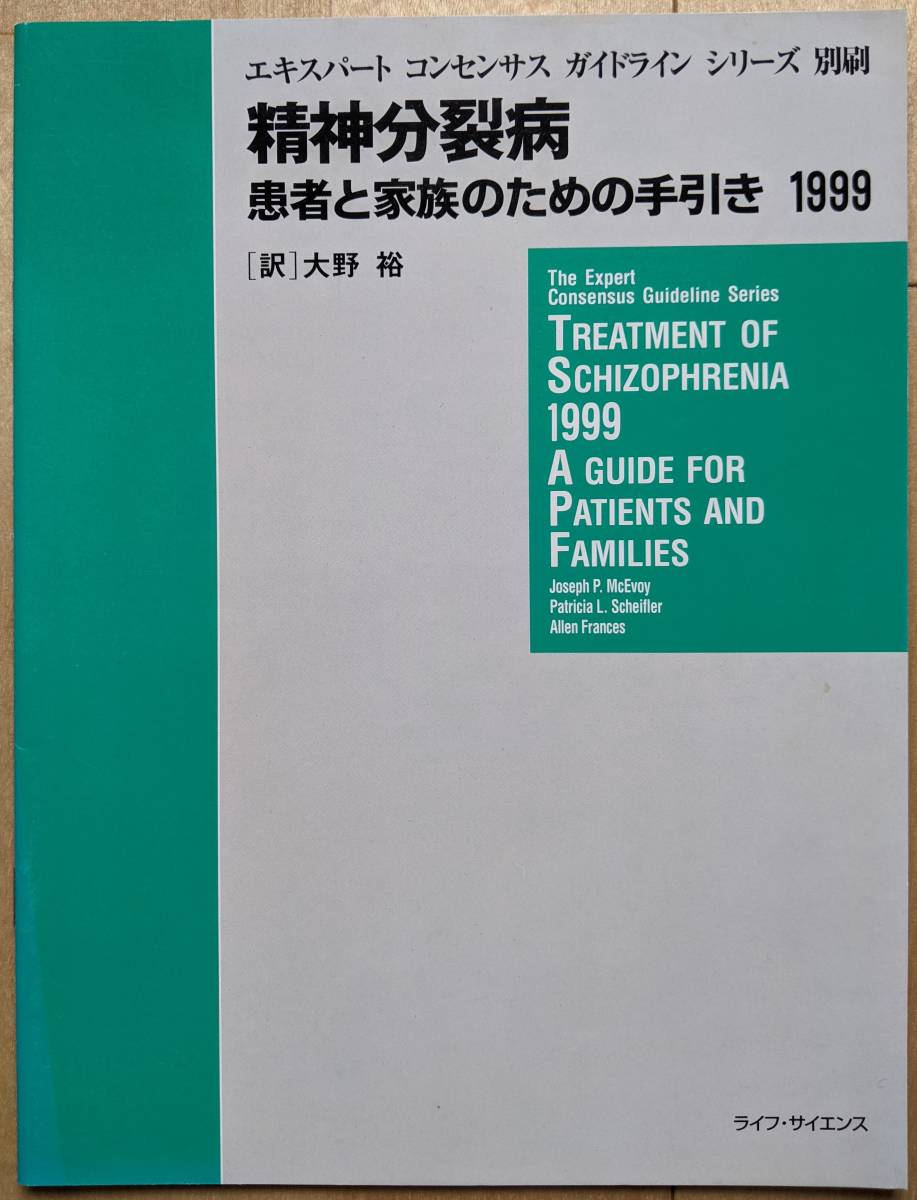 エキスパート コンセンサス ガイドライン シリーズ 別刷
精神分裂病
患者と家族のための手引き 1999
[訳]大野 裕
The Expert
Consensus Guideline Series
TREATMENT OF
SCHIZOPHRENIA
1999
A GUIDE FOR
PATIENTS AND
FAMILIES
Joseph P. McEvoy
Patricia L. Scheifler
Allen Frances
ライフ・サイエンス